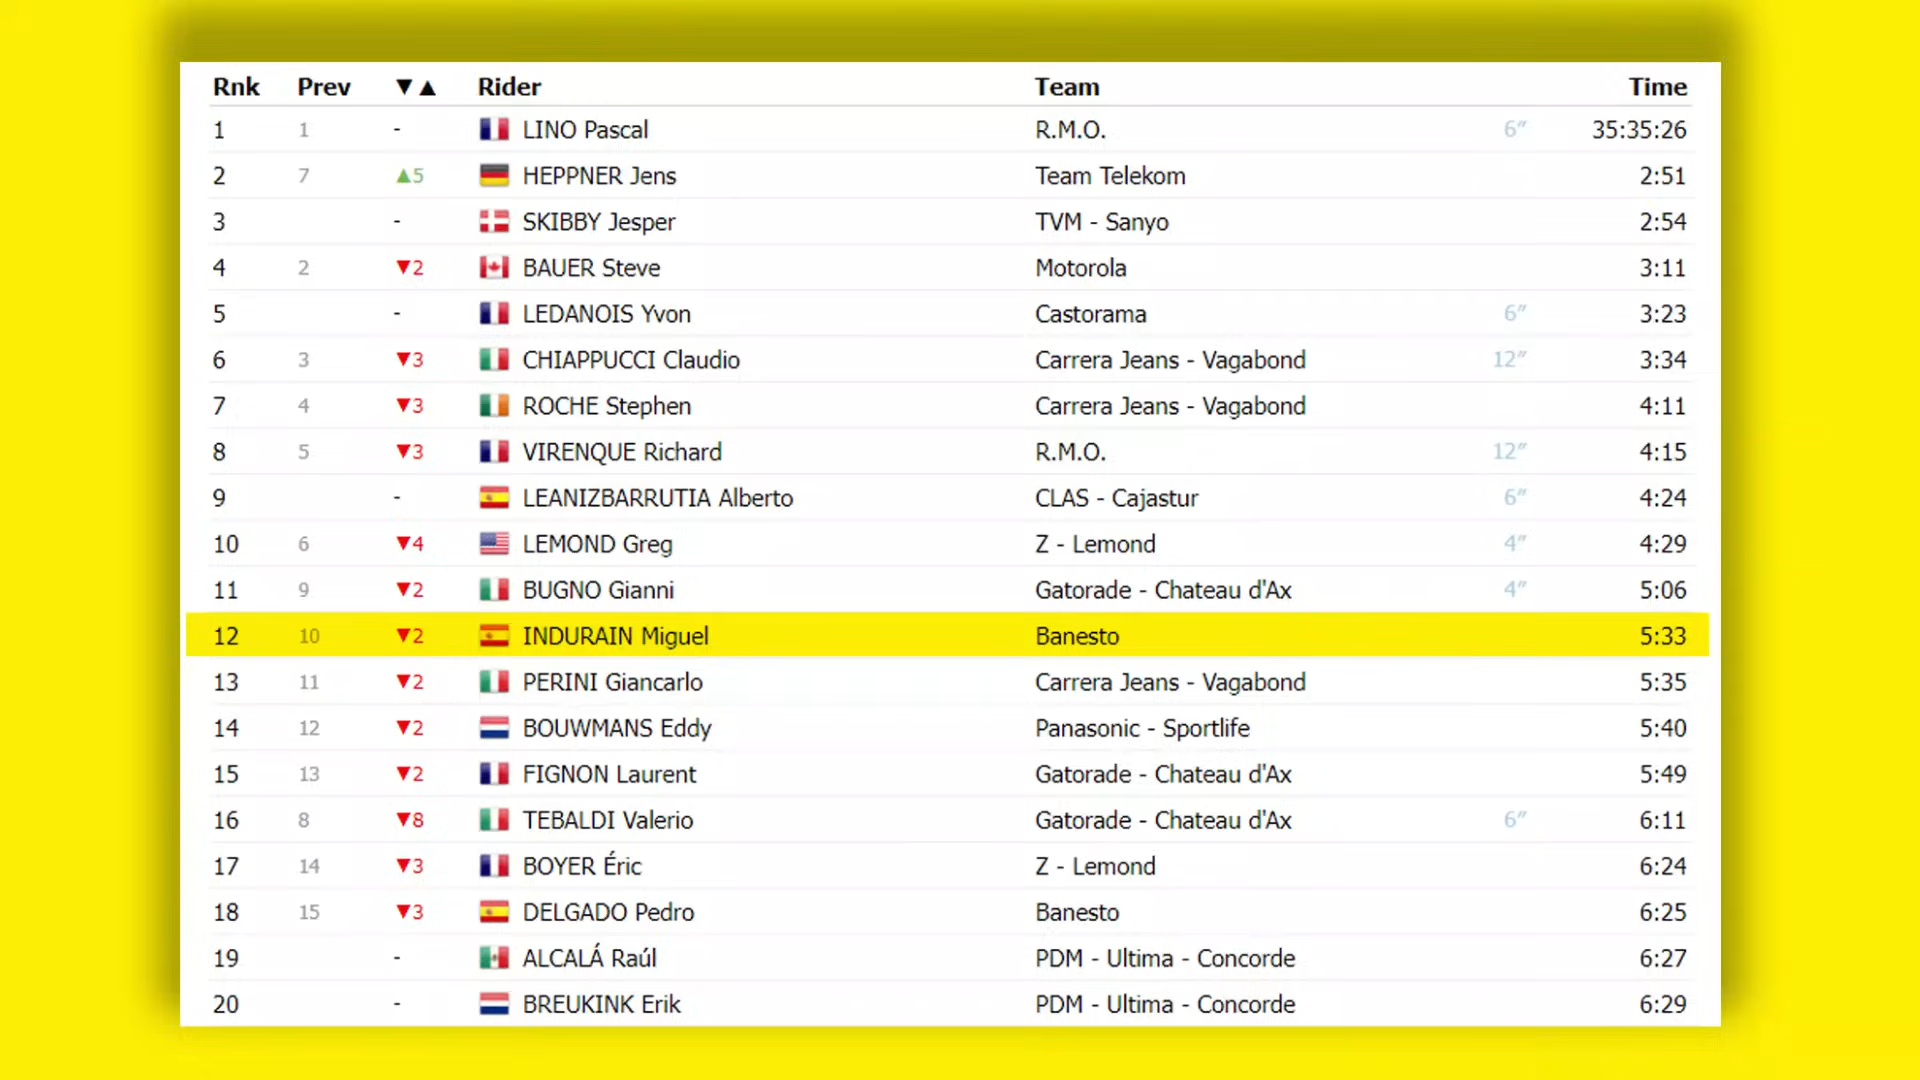 Rnk Prev ▼▲ Rider Team Time
1 1 - LINO Pascal R.M.O. 6″ 35:35:26
2 7 ▲5 HEPPNER Jens Team Telekom 2:51
3 - SKIBBY Jesper TVM - Sanyo 2:54
4 2 ▼2 BAUER Steve Motorola 3:11
5 - LEDANOIS Yvon Castorama 6″ 3:23
6 3 ▼3 CHIAPPUCCI Claudio Carrera Jeans - Vagabond 12″ 3:34
7 4 ▼3 ROCHE Stephen Carrera Jeans - Vagabond 4:11
8 5 ▼3 VIRENQUE Richard R.M.O. 12″ 4:15
9 - LEANIZBARRUTIA Alberto CLAS - Cajastur 6″ 4:24
10 6 ▼4 LEMOND Greg Z - Lemond 4″ 4:29
11 9 ▼2 BUGNO Gianni Gatorade - Chateau d'Ax 4″ 5:06
12 10 ▼2 INDURAIN Miguel Banesto 5:33
13 11 ▼2 PERINI Giancarlo Carrera Jeans - Vagabond 5:35
14 12 ▼2 BOUWMANS Eddy Panasonic - Sportlife 5:40
15 13 ▼2 FIGNON Laurent Gatorade - Chateau d'Ax 5:49
16 8 ▼8 TEBALDI Valerio Gatorade - Chateau d'Ax 6″ 6:11
17 14 ▼3 BOYER Éric Z - Lemond 6:24
18 15 ▼3 DELGADO Pedro Banesto 6:25
19 - ALCALÁ Raúl PDM - Ultima - Concorde 6:27
20 - BREUKINK Erik PDM - Ultima - Concorde 6:29